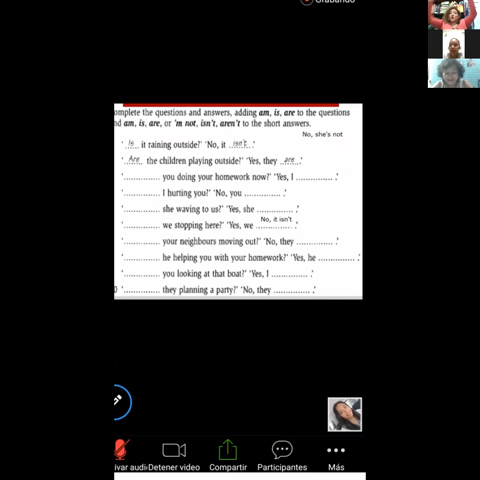 Grabando
omplete the questions and answers, adding am, is, are to the questions
nd am, is, are, or 'm not, isn't, aren't to the short answers.
No, she's not
'Is it raining outside?' 'No, it isn't.'
'Are the children playing outside?' 'Yes, they are.'
'.............. you doing your homework now?' 'Yes, I ..............'
'.............. I hurting you?' 'No, you ..............'
'.............. she waving to us?' 'Yes, she ..............'
No, it isn't
'.............. we stopping here?' 'Yes, we ..............'
'.............. your neighbours moving out?' 'No, they ..............'
'.............. he helping you with your homework?' 'Yes, he ..............'
'.............. you looking at that boat?' 'Yes, I ..............'
0 '.............. they planning a party?' 'No, they ..............'
ivar audi Detener video Compartir Participantes Más